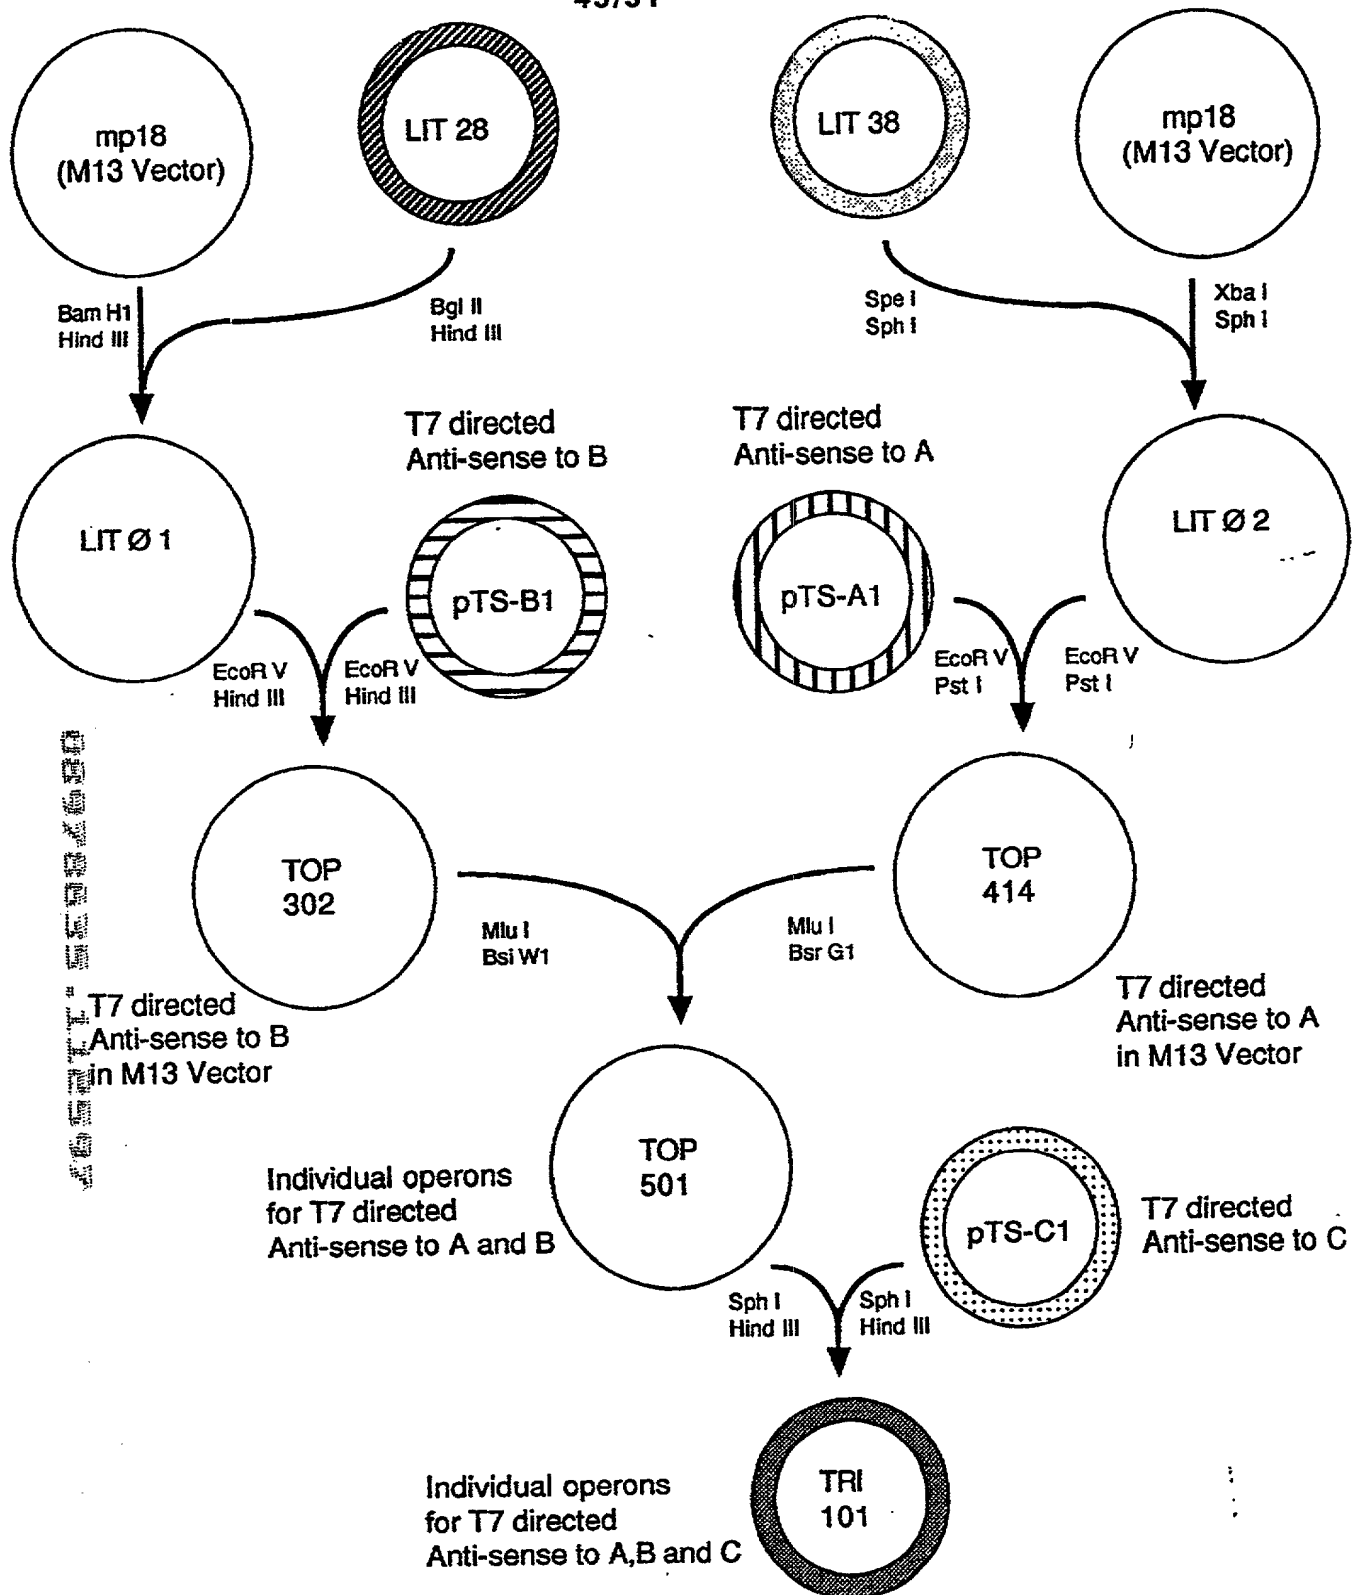 45/51
mp18
(M13 Vector)
LIT 28
LIT 38
mp18
(M13 Vector)
Bam H1
Hind III
Bgl II
Hind III
Spe I
Sph I
Xba I
Sph I
T7 directed
Anti-sense to B
T7 directed
Anti-sense to A
LIT Ø 1
pTS-B1
pTS-A1
LIT Ø 2
EcoR V
Hind III
EcoR V
Hind III
EcoR V
Pst I
EcoR V
Pst I
TOP
302
TOP
414
Mlu I
Bsi W1
Mlu I
Bsr G1
T7 directed
Anti-sense to B
in M13 Vector
T7 directed
Anti-sense to A
in M13 Vector
TOP
501
Individual operons
for T7 directed
Anti-sense to A and B
pTS-C1
T7 directed
Anti-sense to C
Sph I
Hind III
Sph I
Hind III
TRI
101
Individual operons
for T7 directed
Anti-sense to A,B and C